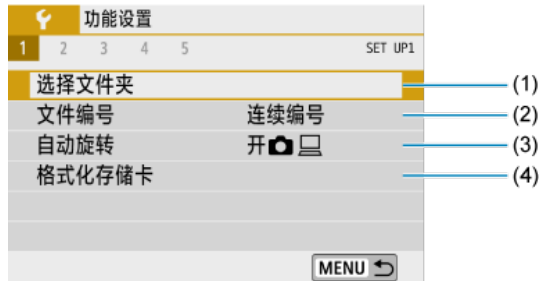 功能设置
1 2 3 4 5 SET UP1
选择文件夹 (1)
文件编号 连续编号 (2)
自动旋转 开 (3)
格式化存储卡 (4)
MENU